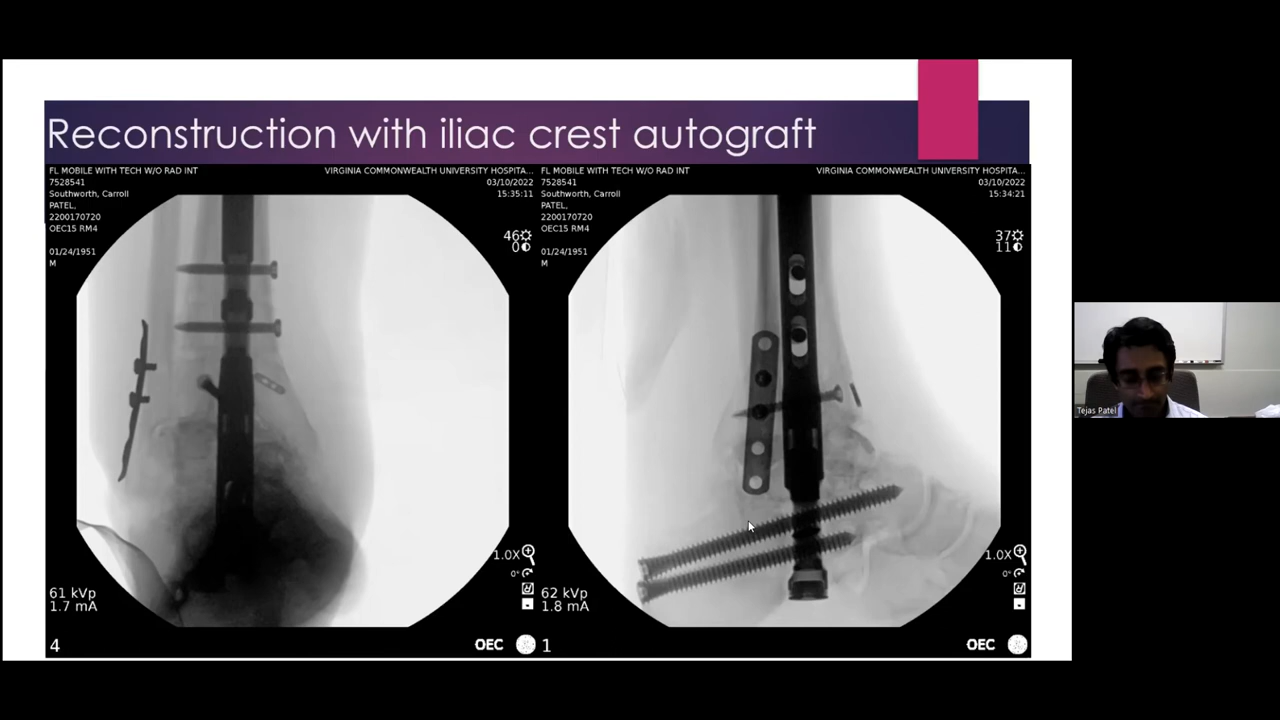 Reconstruction with iliac crest autograft
FL MOBILE WITH TECH W/O RAD INT
VIRGINIA COMMONWEALTH UNIVERSITY HOSPITA...
7528541
03/10/2022
Southworth, Carroll
15:35:11
PATEL,
2200170720
OEC15 RM4
46
0
01/24/1951
M
1.0X
0°
61 kVp
1.7 mA
4
OEC
FL MOBILE WITH TECH W/O RAD INT
VIRGINIA COMMONWEALTH UNIVERSITY HOSPITA...
7528541
03/10/2022
Southworth, Carroll
15:34:21
PATEL,
2200170720
OEC15 RM4
37
11
01/24/1951
M
1.0X
0°
62 kVp
1.8 mA
1
OEC
Tejas Patel